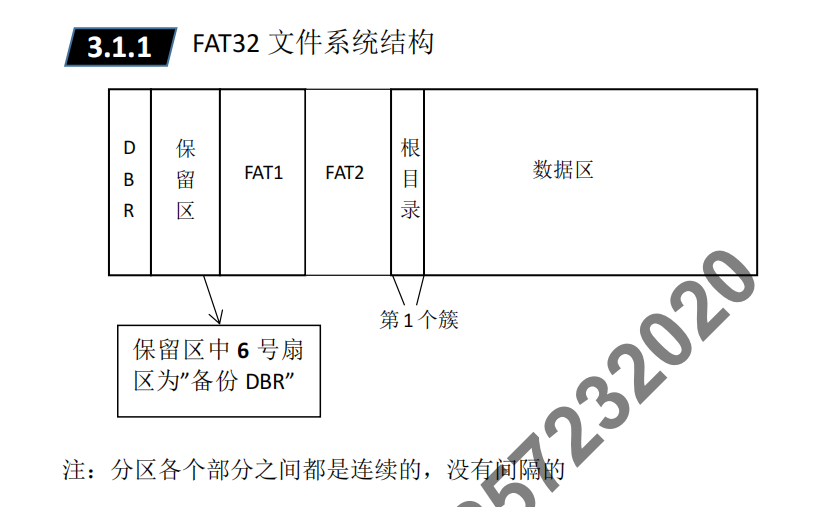 3.1.1 FAT32 文件系统结构
D
B
R
保
留
区
FAT1
FAT2
根
目
录
数据区
第 1 个簇
保留区中 6 号扇
区为”备份 DBR”
注：分区各个部分之间都是连续的，没有间隔的
57232020